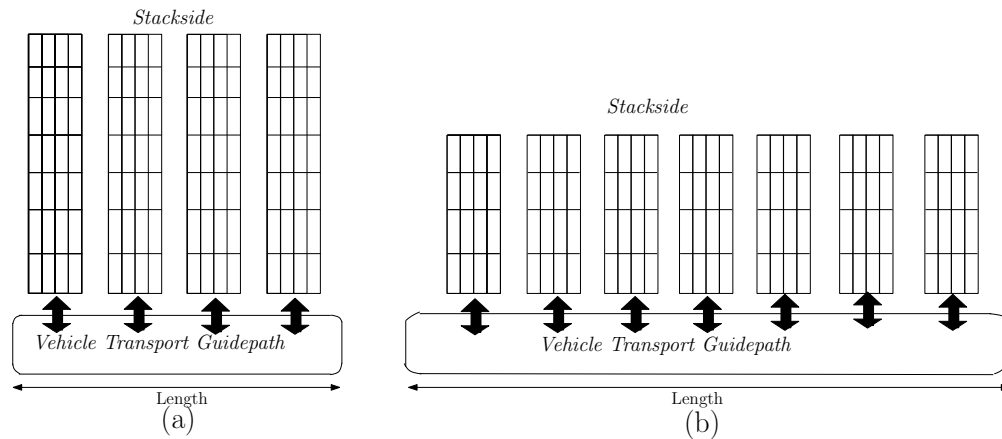 Stackside
Vehicle Transport Guidepath
Length
(a)
Stackside
Vehicle Transport Guidepath
Length
(b)